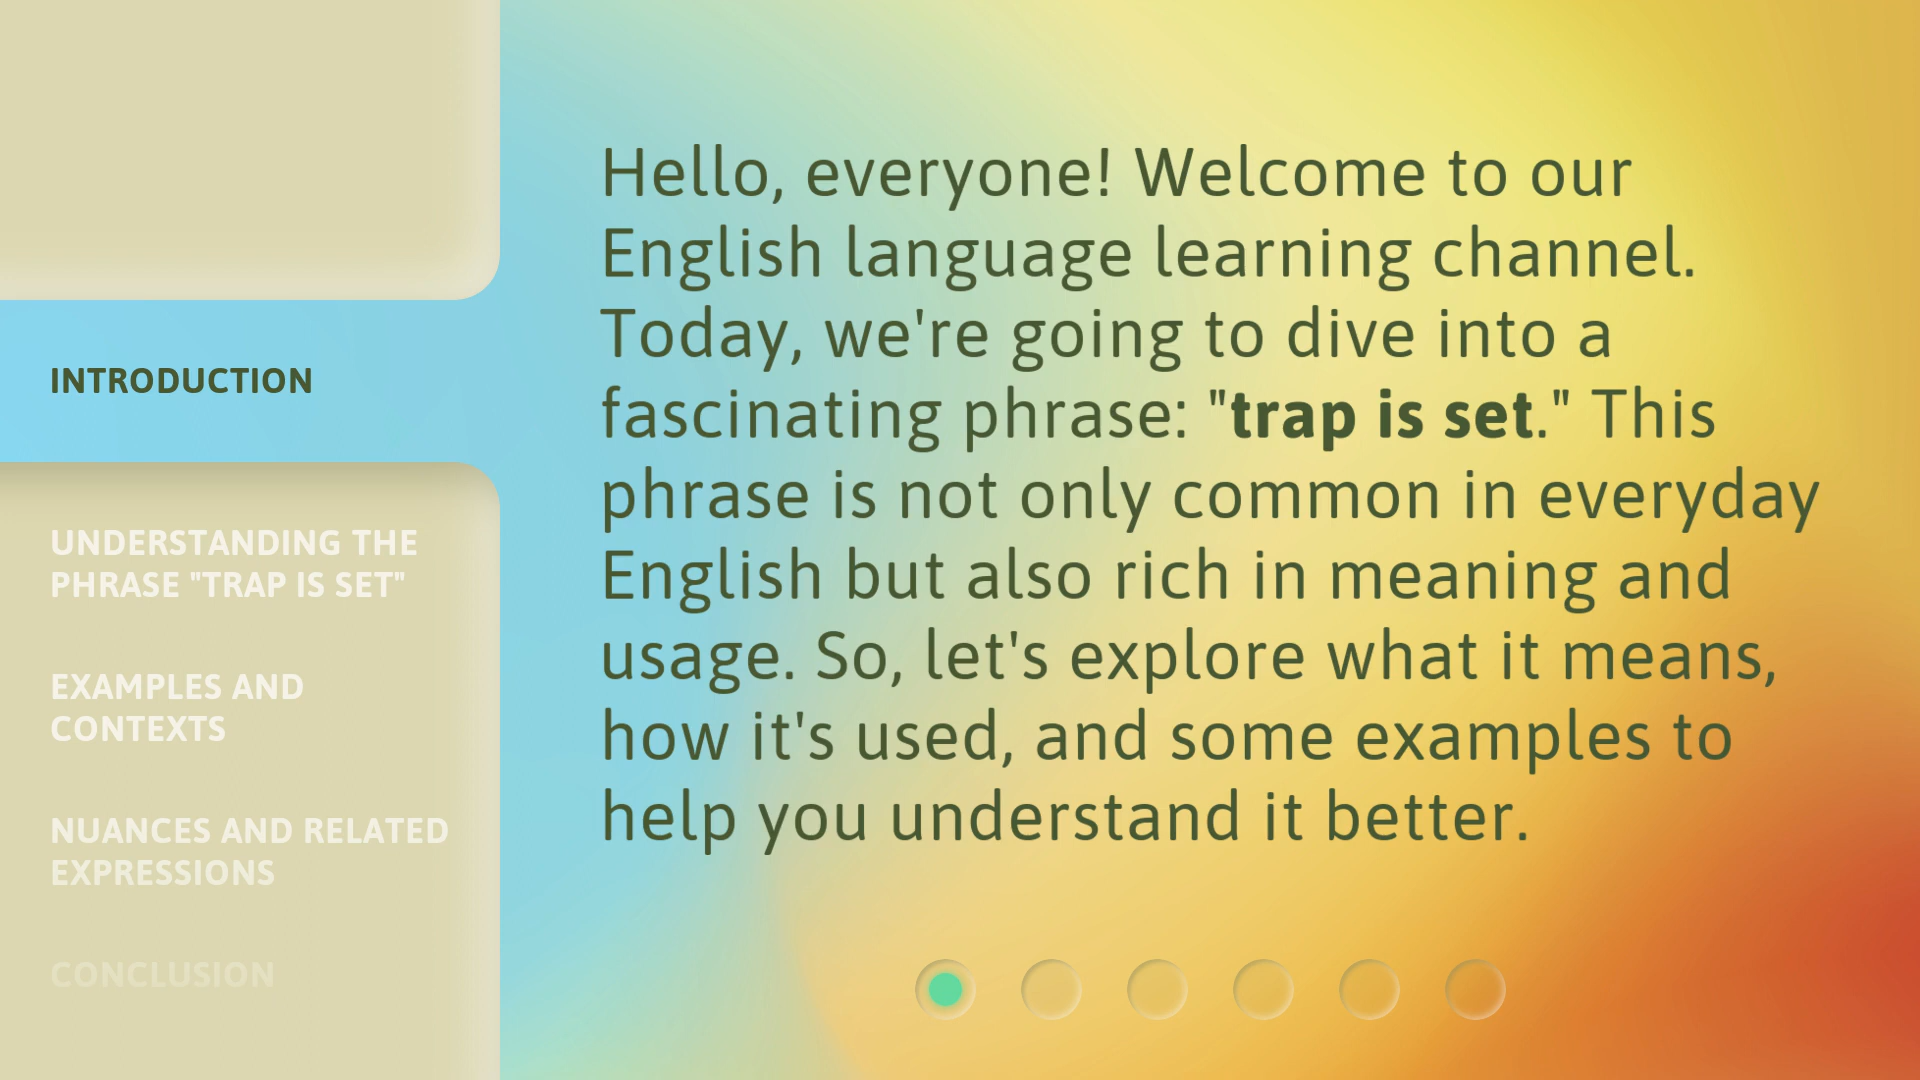 INTRODUCTION
UNDERSTANDING THE
PHRASE "TRAP IS SET"
EXAMPLES AND
CONTEXTS
NUANCES AND RELATED
EXPRESSIONS
CONCLUSION
Hello, everyone! Welcome to our
English language learning channel.
Today, we're going to dive into a
fascinating phrase: "trap is set." This
phrase is not only common in everyday
English but also rich in meaning and
usage. So, let's explore what it means,
how it's used, and some examples to
help you understand it better.